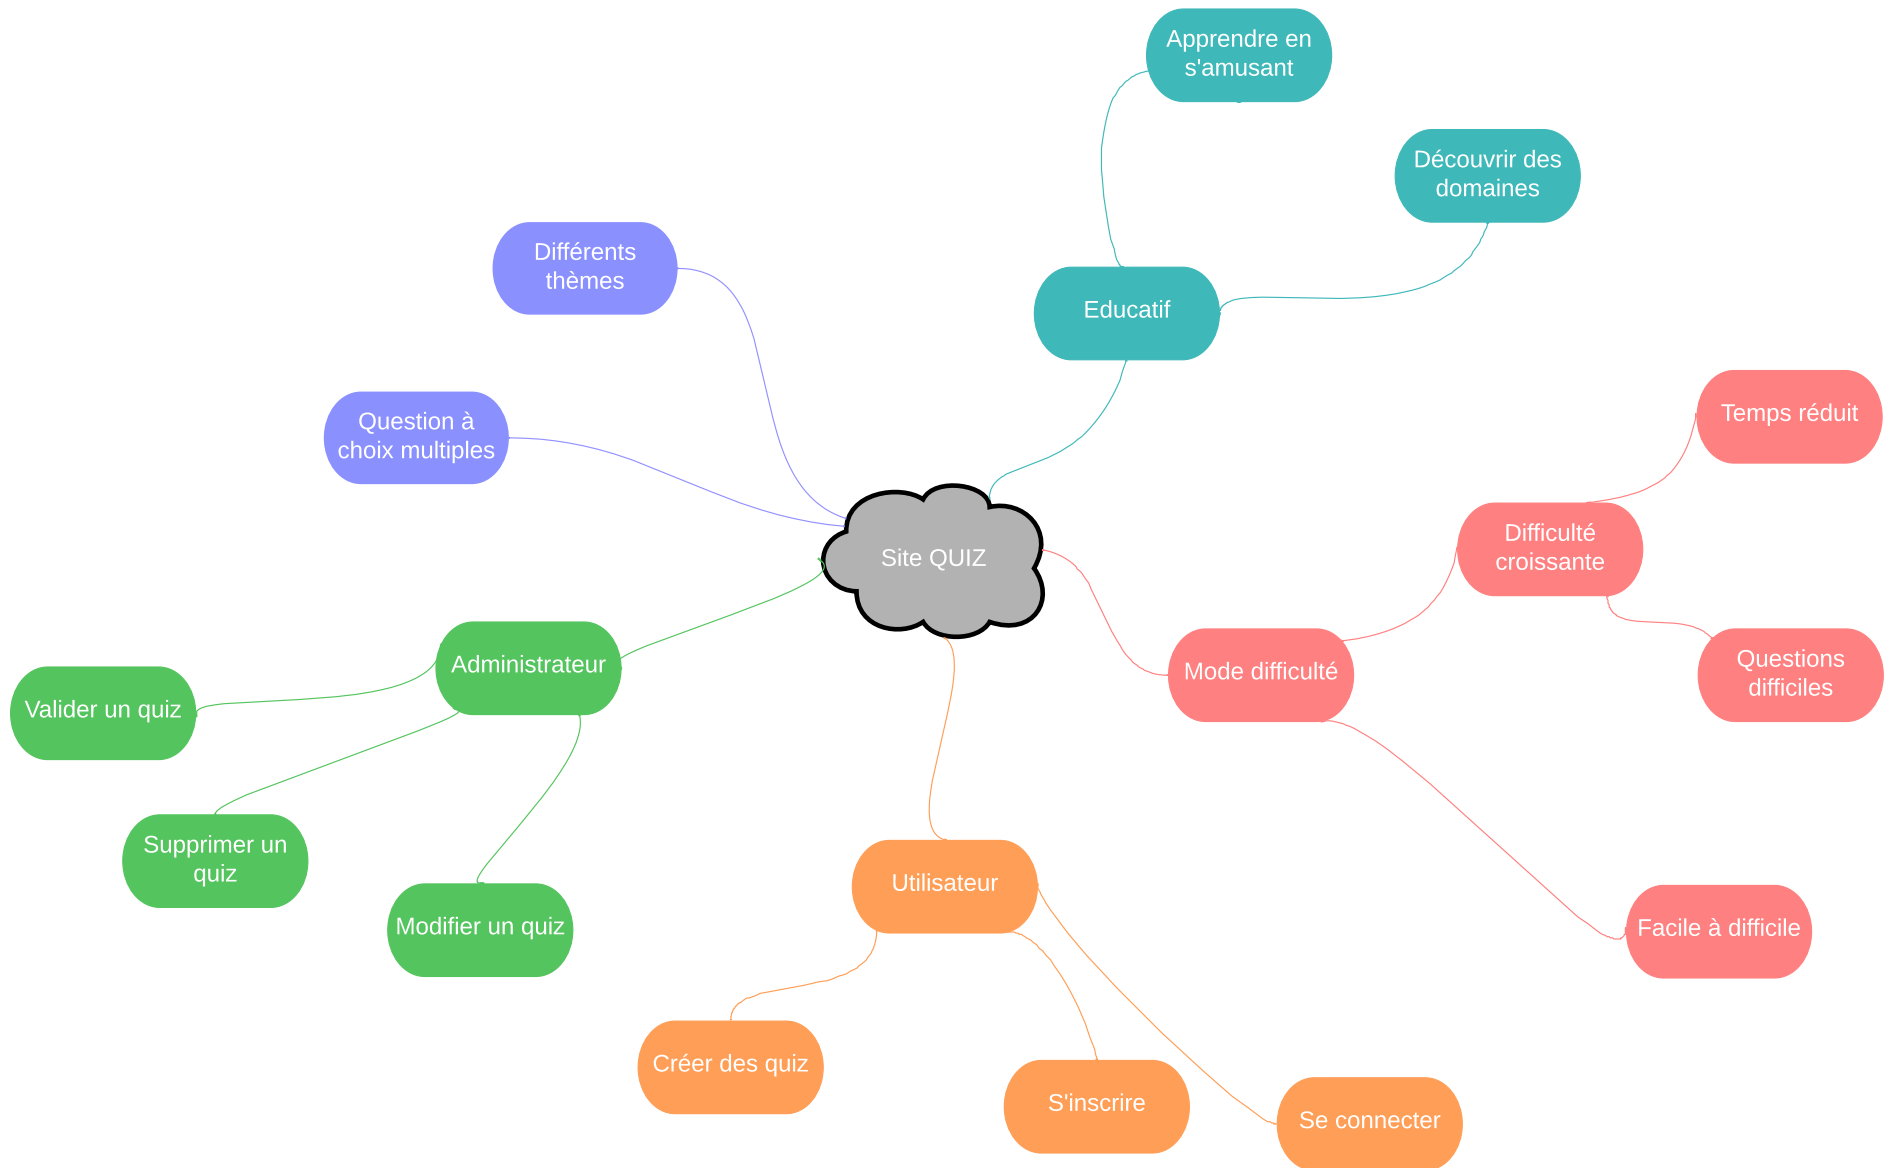 Apprendre en
s'amusant
Découvrir des
domaines
Différents
thèmes
Educatif
Question à
choix multiples
Temps réduit
Difficulté
croissante
Site QUIZ
Administrateur
Mode difficulté
Questions
difficiles
Valider un quiz
Supprimer un
quiz
Modifier un quiz
Utilisateur
Facile à difficile
Créer des quiz
S'inscrire
Se connecter